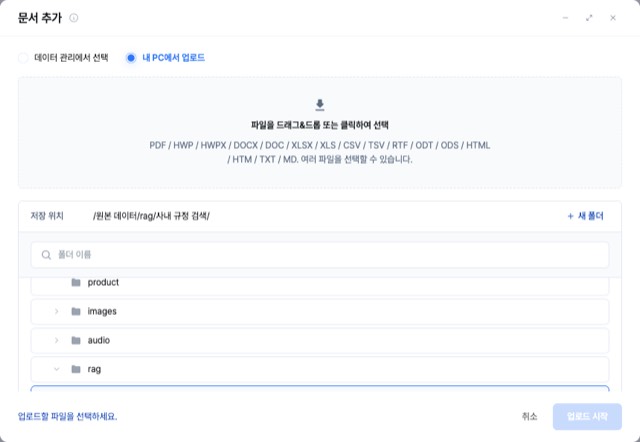 문서 추가
데이터 관리에서 선택
내 PC에서 업로드
파일을 드래그&드롭 또는 클릭하여 선택
PDF / HWP / HWPX / DOCX / DOC / XLSX / XLS / CSV / TSV / RTF / ODT / ODS / HTML
/ HTM / TXT / MD. 여러 파일을 선택할 수 있습니다.
저장 위치 /원본 데이터/rag/사내 규정 검색/ + 새 폴더
폴더 이름
product
images
audio
rag
업로드할 파일을 선택하세요. 취소 업로드 시작